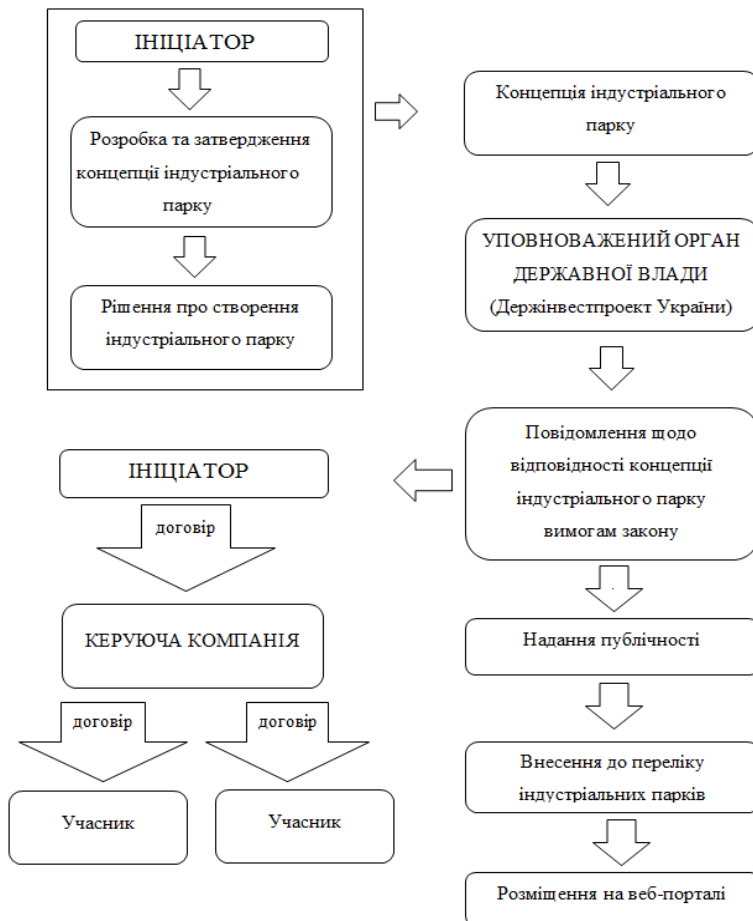 ІНІЦІАТОР
Розробка та затвердження
концепції індустріального
парку
Рішення про створення
індустріального парку
Концепція індустріального
парку
УПОВНОВАЖЕНИЙ ОРГАН
ДЕРЖАВНОЇ ВЛАДИ
(Держінвестпроект України)
Повідомлення щодо
відповідності концепції
індустріального парку
вимогам закону
ІНІЦІАТОР
договір
КЕРУЮЧА КОМПАНІЯ
договір
договір
Учасник
Учасник
Надання публічності
Внесення до переліку
індустріальних парків
Розміщення на веб-порталі